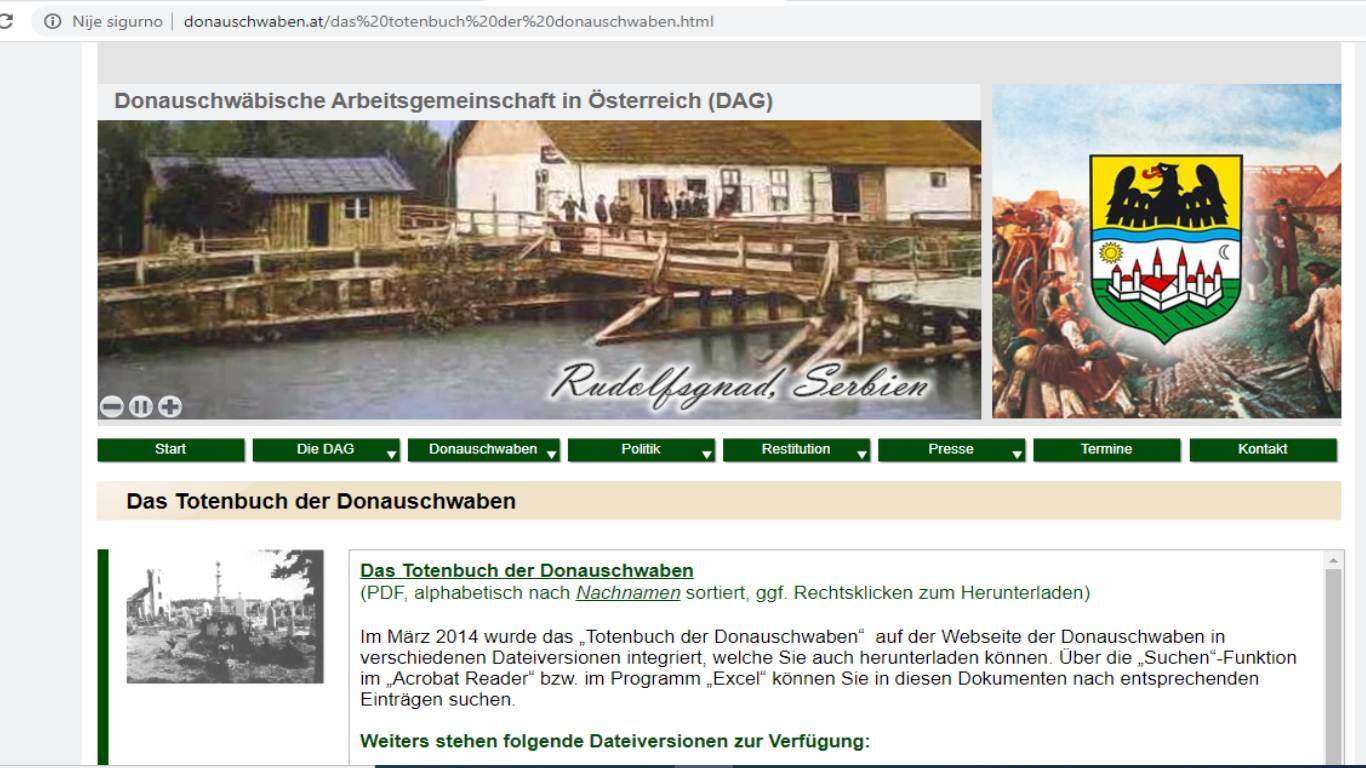 Nije sigurno | donauschwaben.at/das%20totenbuch%20der%20donauschwaben.html
Donauschwäbische Arbeitsgemeinschaft in Österreich (DAG)
Rudolfsgnad, Serbien
Start Die DAG Donauschwaben Politik Restitution Presse Termine Kontakt
Das Totenbuch der Donauschwaben
Das Totenbuch der Donauschwaben
(PDF, alphabetisch nach Nachnamen sortiert, ggf. Rechtsklicken zum Herunterladen)
Im März 2014 wurde das „Totenbuch der Donauschwaben“ auf der Webseite der Donauschwaben in
verschiedenen Dateiversionen integriert, welche Sie auch herunterladen können. Über die „Suchen“-Funktion
im „Acrobat Reader“ bzw. im Programm „Excel“ können Sie in diesen Dokumenten nach entsprechenden
Einträgen suchen.
Weiters stehen folgende Dateiversionen zur Verfügung: